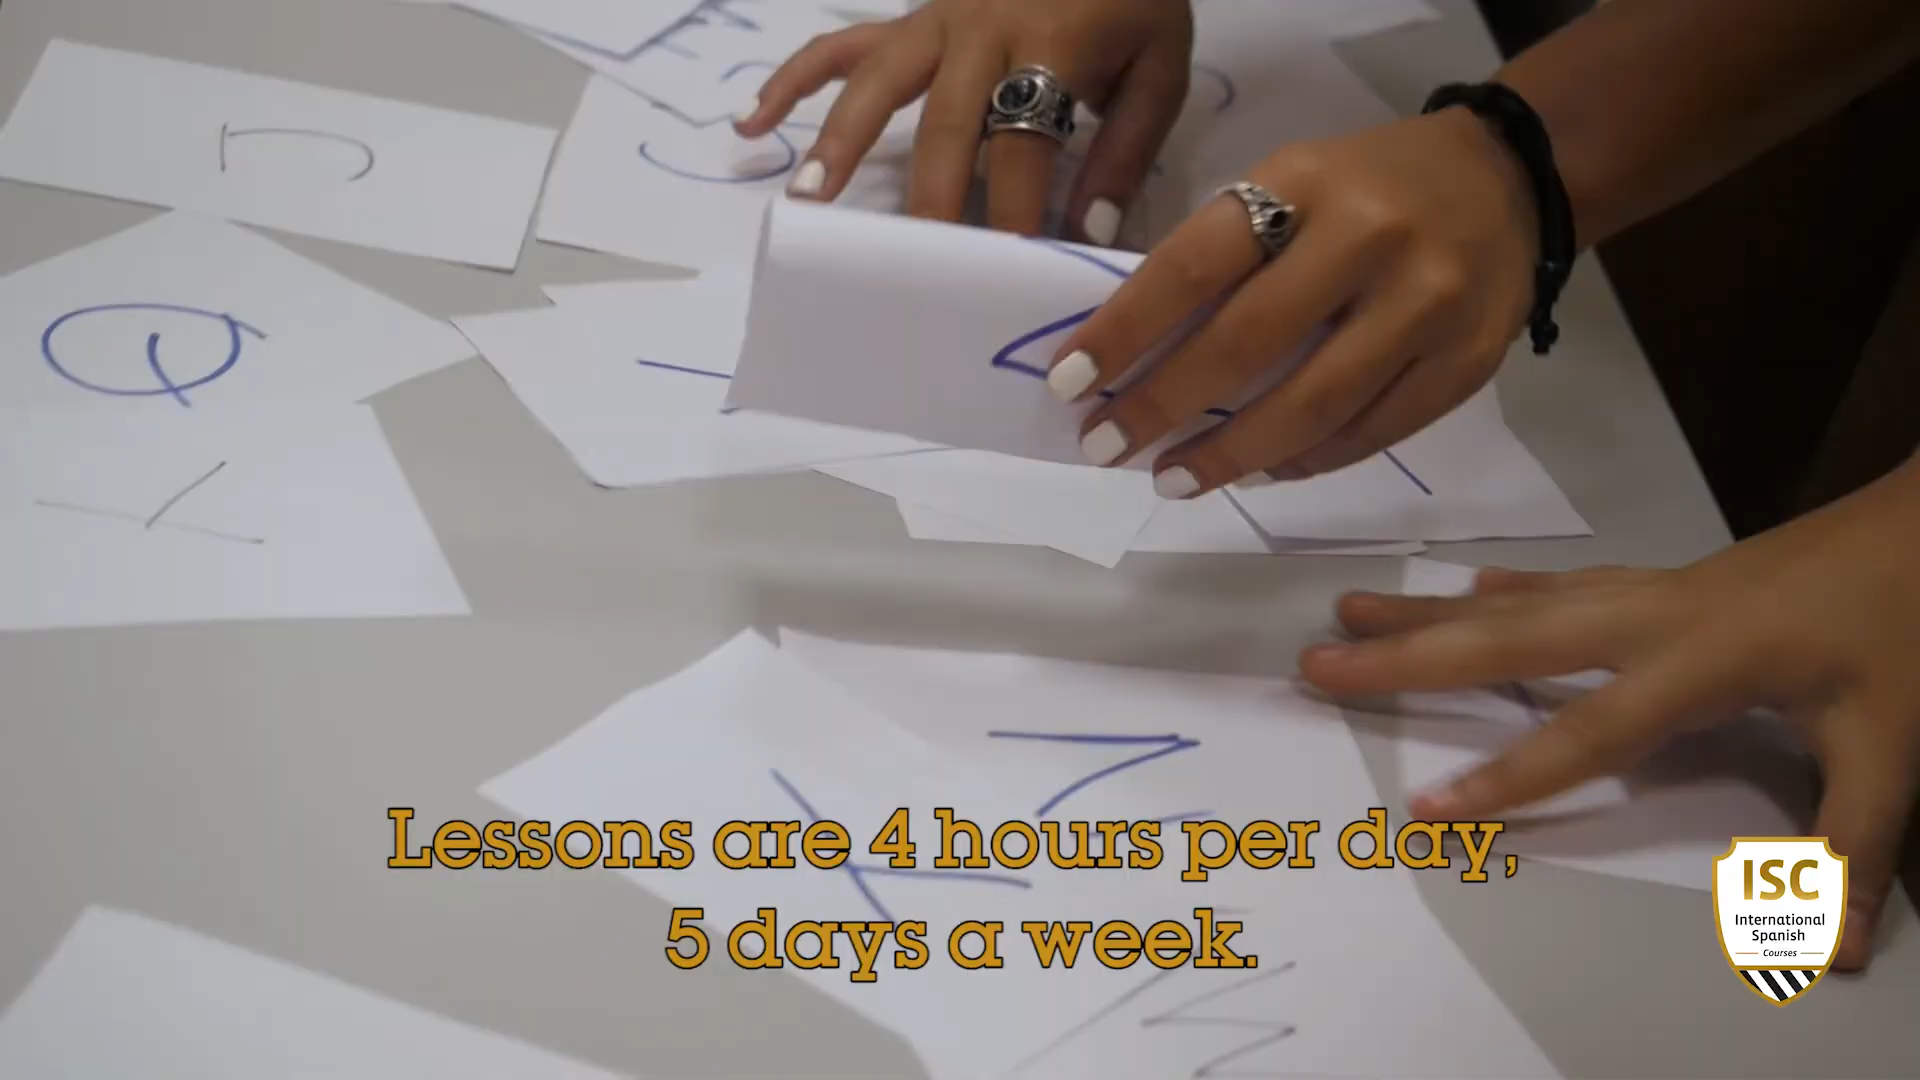 J
Q
Y
Lessons are 4 hours per day,
5 days a week.
ISC
International
Spanish
Courses